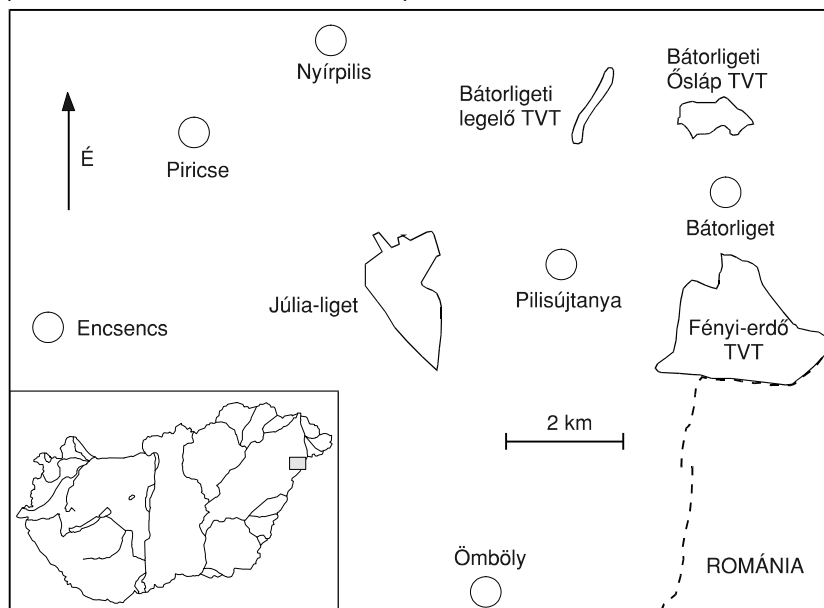 Nyírpilis
Bátorligeti
Ősláp TVT
Bátorligeti
legelő TVT
É
Piricse
Bátorliget
Júlia-liget
Pilisújtanya
Encsencs
Fényi-erdő
TVT
2 km
Ömböly
ROMÁNIA